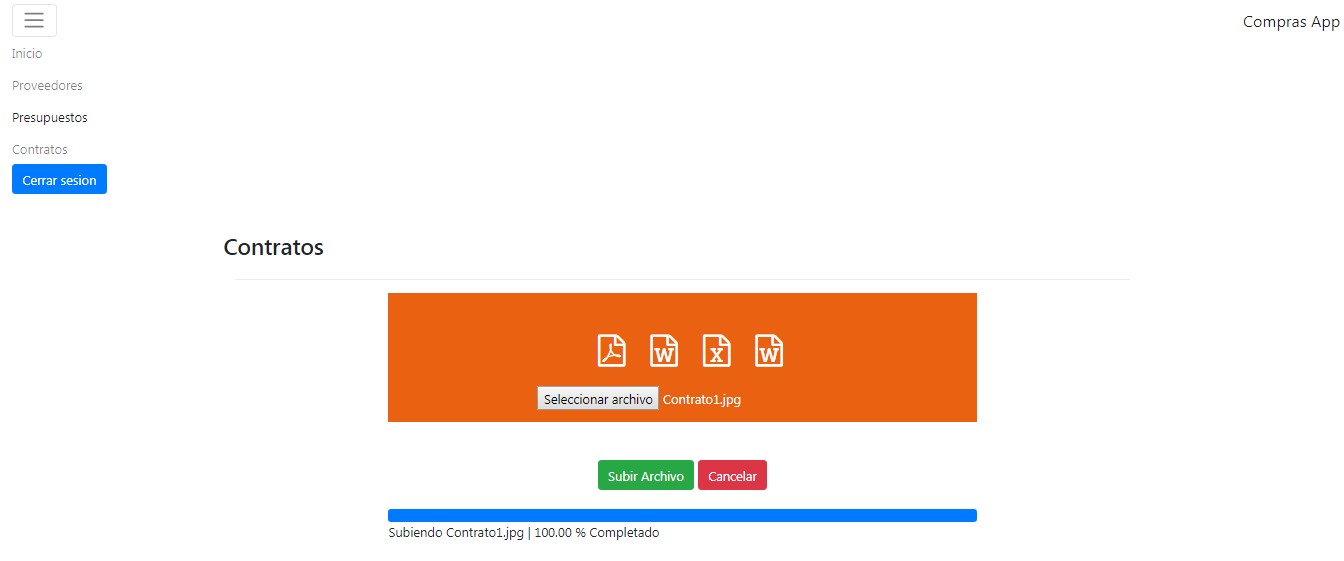 Compras App
Inicio
Proveedores
Presupuestos
Contratos
Cerrar sesion
Contratos
Seleccionar archivo Contrato1.jpg
Subir Archivo Cancelar
Subiendo Contrato1.jpg | 100.00 % Completado